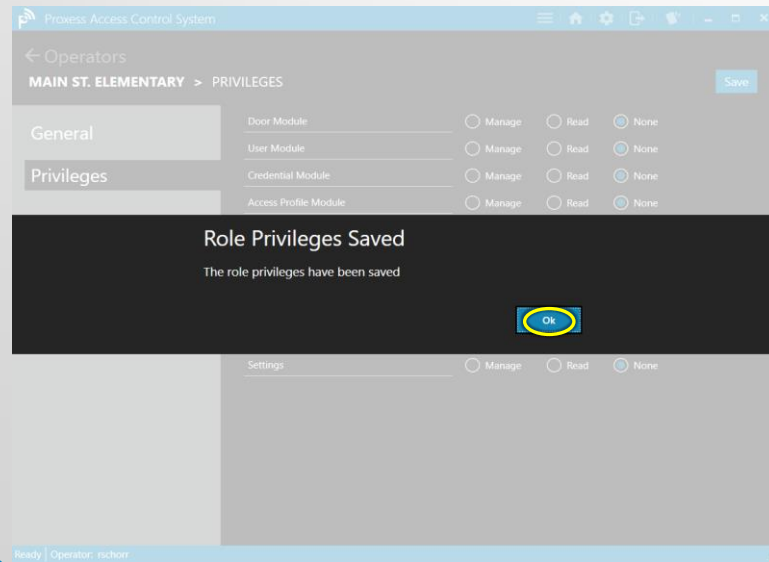 Proxess Access Control System
Operators
MAIN ST. ELEMENTARY > PRIVILEGES
Save
General
Privileges
Door Module Manage Read None
User Module Manage Read None
Credential Module Manage Read None
Access Profile Module Manage Read None
Role Privileges Saved
The role privileges have been saved
Ok
Settings Manage Read None
Ready | Operator: rschorr